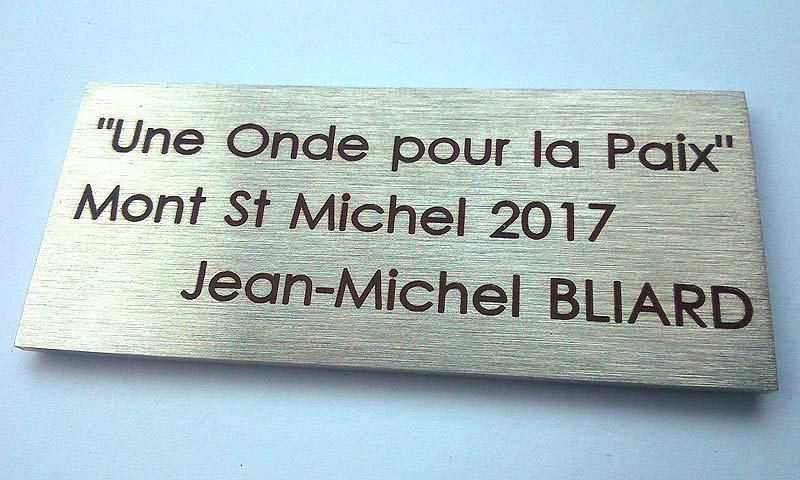 "Une Onde pour la Paix"
Mont St Michel 2017
Jean-Michel BLIARD